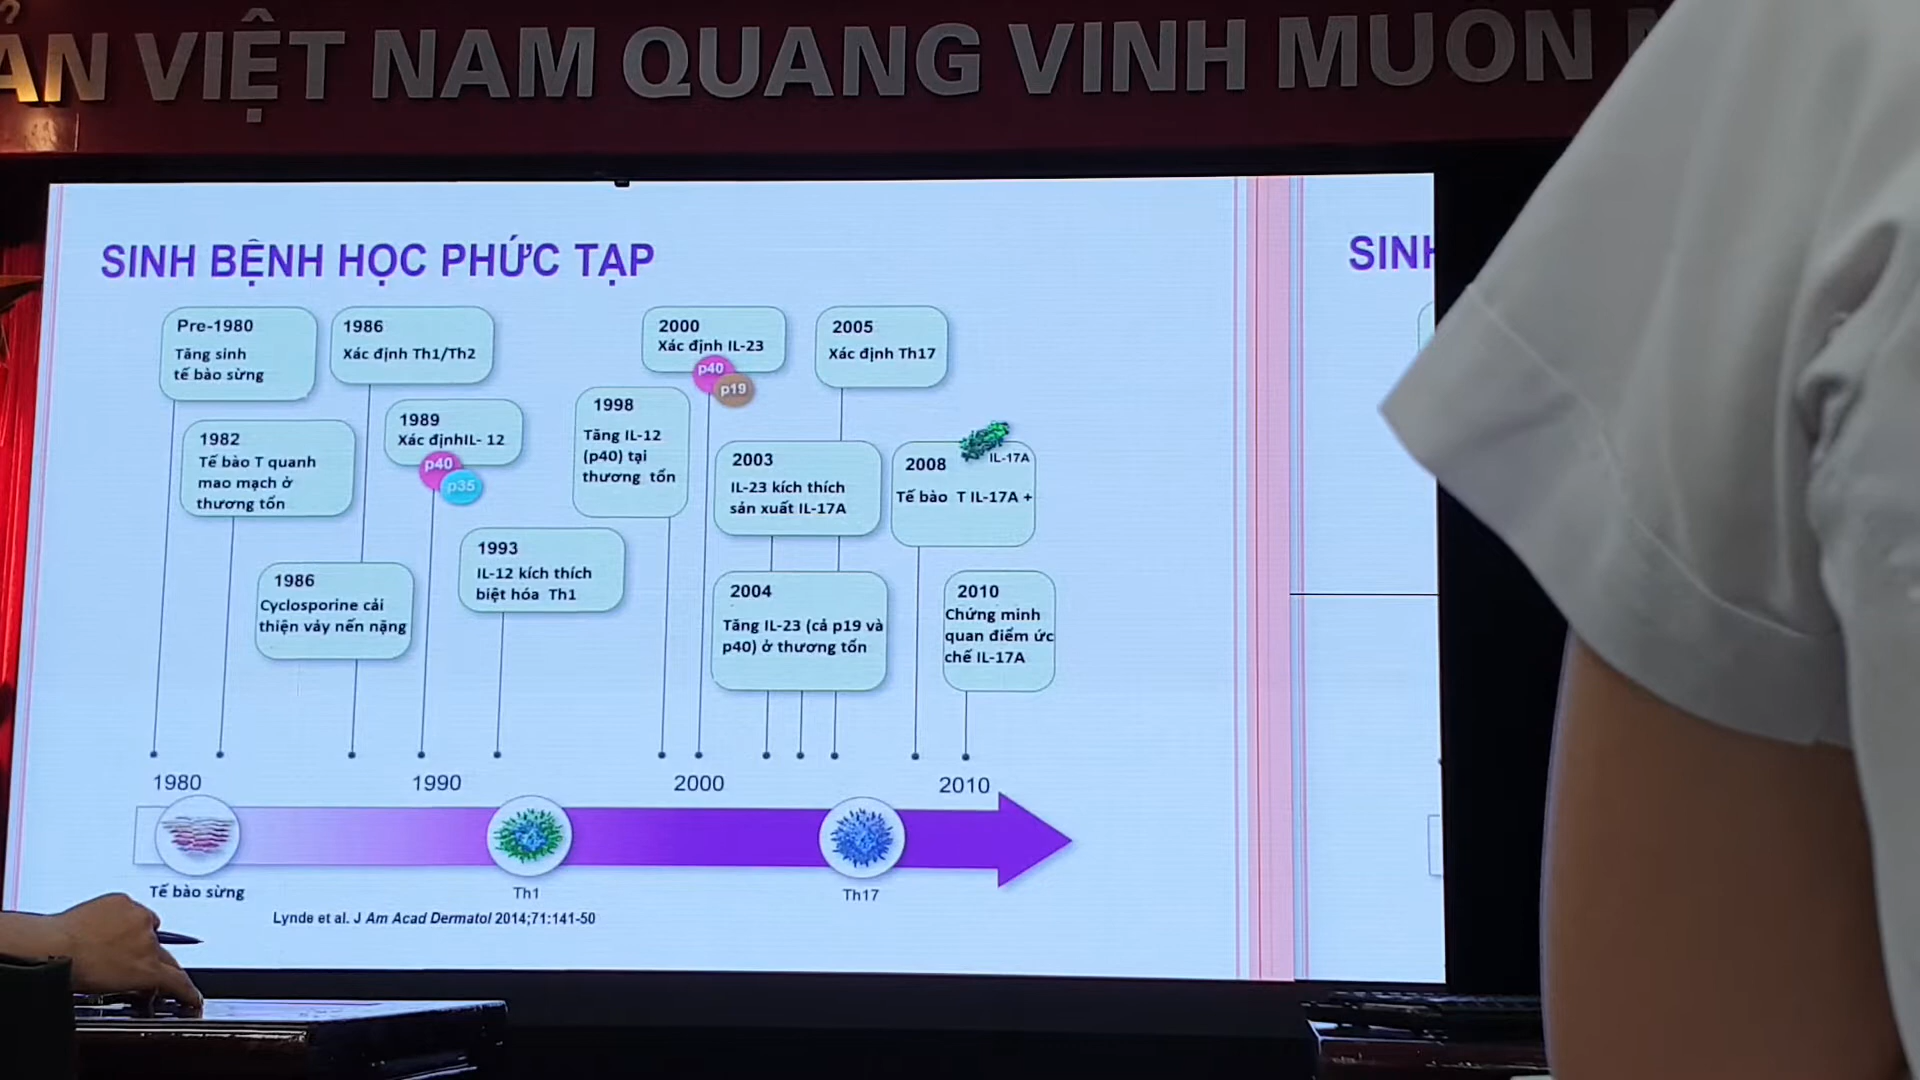 VIỆT NAM QUANG VINH MUÔN
SINH BỆNH HỌC PHỨC TẠP
Pre-1980
Tăng sinh
tế bào sừng
1986
Xác định Th1/Th2
2000
Xác định IL-23
p40
p19
2005
Xác định Th17
1982
Tế bào T quanh
mao mạch ở
thương tổn
1989
Xác địnhIL- 12
p40
p35
1998
Tăng IL-12
(p40) tại
thương tổn
2003
IL-23 kích thích
sản xuất IL-17A
2008
IL-17A
Tế bào T IL-17A +
1986
Cyclosporine cải
thiện vảy nến nặng
1993
IL-12 kích thích
biệt hóa Th1
2004
Tăng IL-23 (cả p19 và
p40) ở thương tổn
2010
Chứng minh
quan điểm ức
chế IL-17A
1980
1990
2000
2010
Tế bào sừng
Th1
Th17
Lynde et al. J Am Acad Dermatol 2014;71:141-50